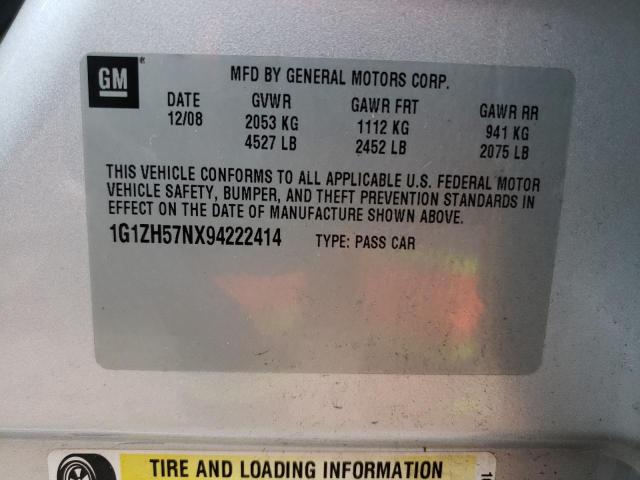 GM ® MFD BY GENERAL MOTORS CORP.
DATE GVWR GAWR FRT GAWR RR
12/08 2053 KG 1112 KG 941 KG
4527 LB 2452 LB 2075 LB
THIS VEHICLE CONFORMS TO ALL APPLICABLE U.S. FEDERAL MOTOR
VEHICLE SAFETY, BUMPER, AND THEFT PREVENTION STANDARDS IN
EFFECT ON THE DATE OF MANUFACTURE SHOWN ABOVE.
1G1ZH57NX94222414 TYPE: PASS CAR
TIRE AND LOADING INFORMATION